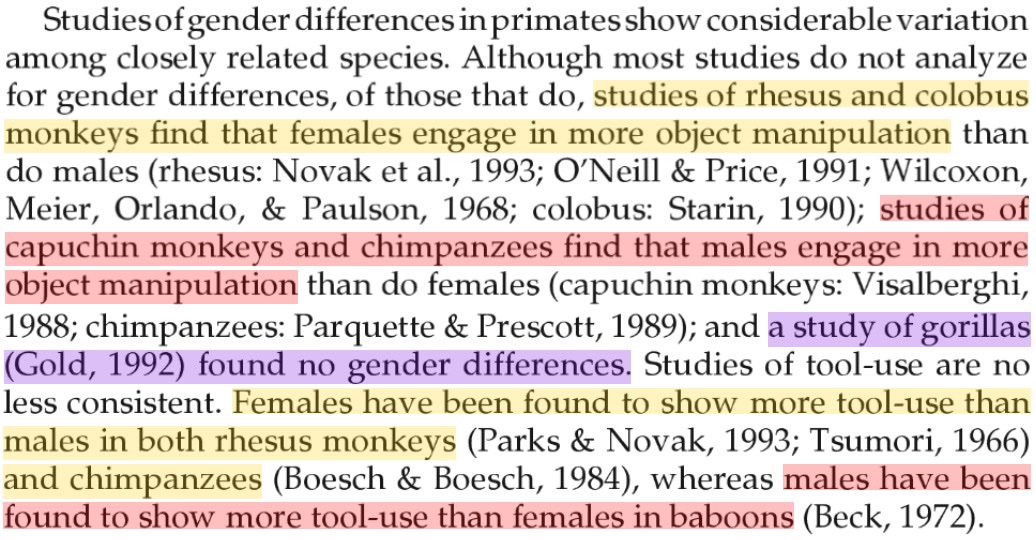 Studies of gender differences in primates show considerable variation
among closely related species. Although most studies do not analyze
for gender differences, of those that do, studies of rhesus and colobus
monkeys find that females engage in more object manipulation than
do males (rhesus: Novak et al., 1993; O’Neill & Price, 1991; Wilcoxon,
Meier, Orlando, & Paulson, 1968; colobus: Starin, 1990); studies of
capuchin monkeys and chimpanzees find that males engage in more
object manipulation than do females (capuchin monkeys: Visalberghi,
1988; chimpanzees: Parquette & Prescott, 1989); and a study of gorillas
(Gold, 1992) found no gender differences. Studies of tool-use are no
less consistent. Females have been found to show more tool-use than
males in both rhesus monkeys (Parks & Novak, 1993; Tsumori, 1966)
and chimpanzees (Boesch & Boesch, 1984), whereas males have been
found to show more tool-use than females in baboons (Beck, 1972).